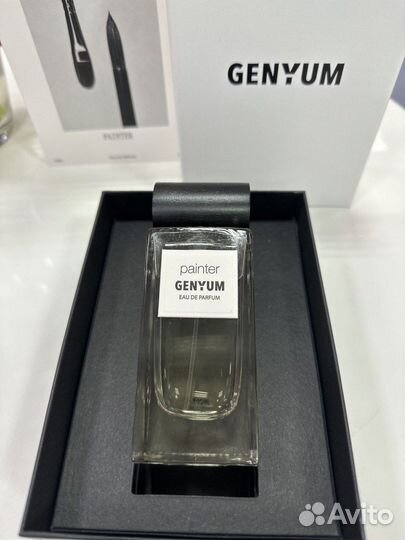 PAINTER
GENYUM
painter
GENYUM
EAU DE PARFUM
Avito